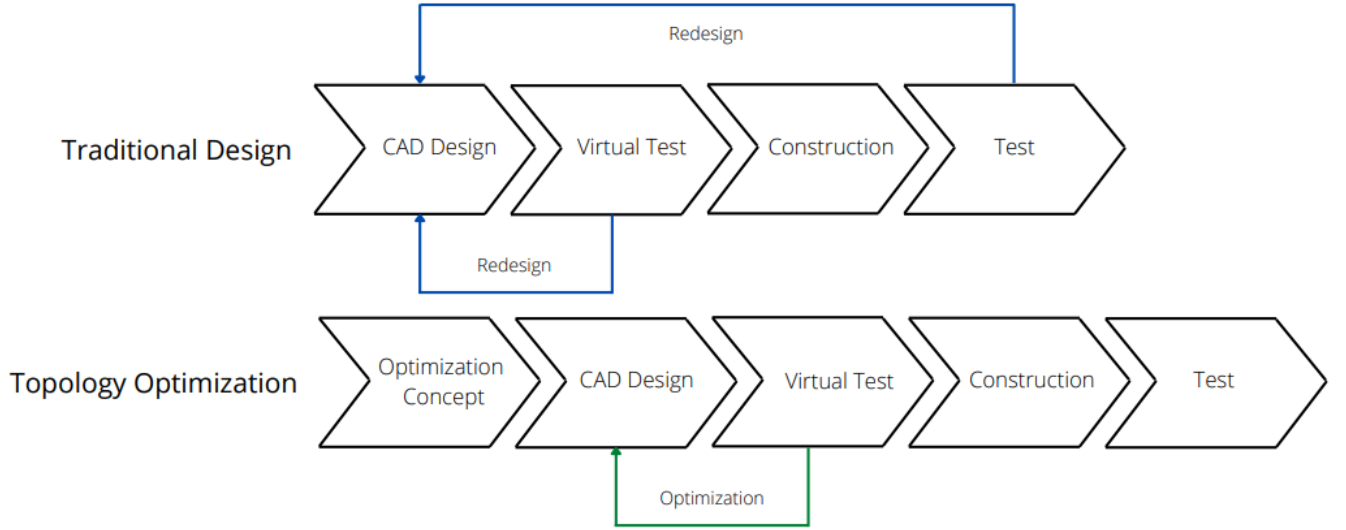 Redesign
Traditional Design
CAD Design
Virtual Test
Construction
Test
Redesign
Topology Optimization
Optimization
Concept
CAD Design
Virtual Test
Construction
Test
Optimization